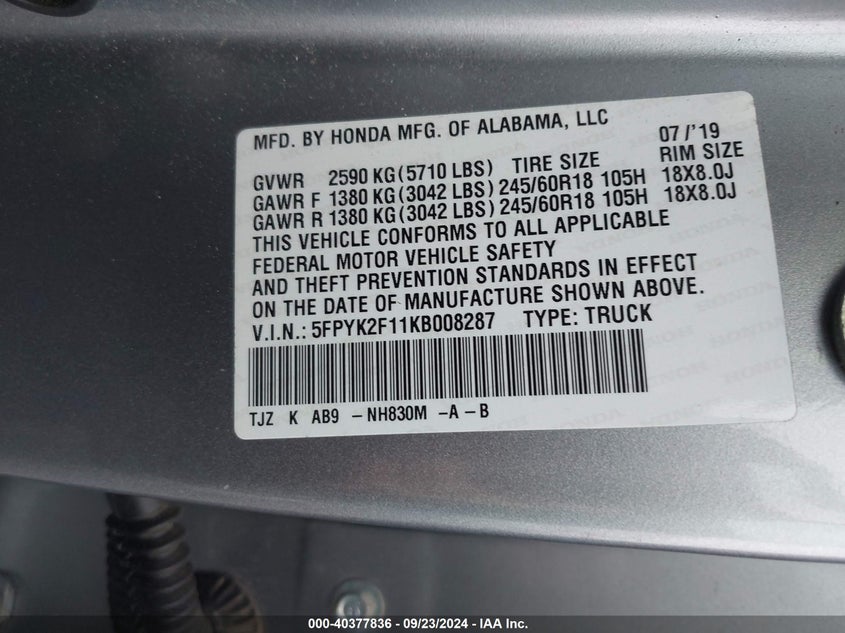 MFD. BY HONDA MFG. OF ALABAMA, LLC 07/'19
GVWR 2590 KG(5710 LBS) TIRE SIZE RIM SIZE
GAWR F 1380 KG(3042 LBS) 245/60R18 105H 18X8.0J
GAWR R 1380 KG(3042 LBS) 245/60R18 105H 18X8.0J
THIS VEHICLE CONFORMS TO ALL APPLICABLE
FEDERAL MOTOR VEHICLE SAFETY
AND THEFT PREVENTION STANDARDS IN EFFECT
ON THE DATE OF MANUFACTURE SHOWN ABOVE.
V.I.N.: 5FPYK2F11KB008287 TYPE: TRUCK
TJZ K AB9 -NH830M -A-B
000-40377836 - 09/23/2024 - IAA Inc.